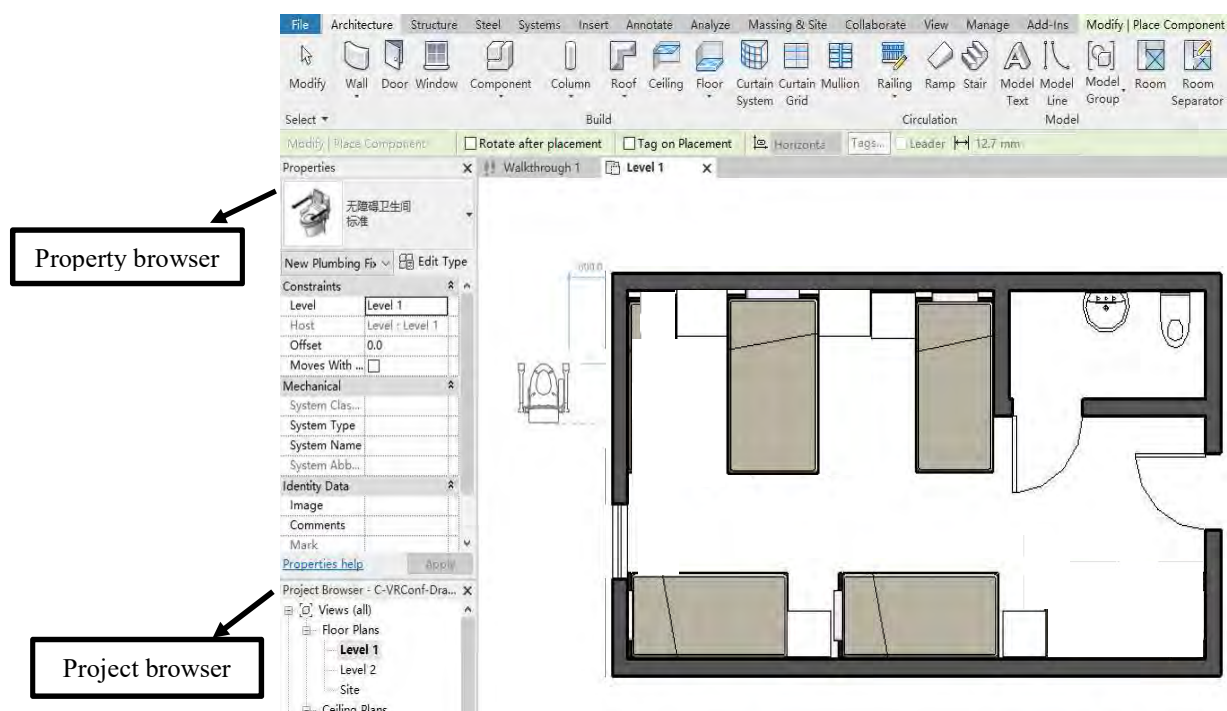 File Architecture Structure Steel Systems Insert Annotate Analyze Massing & Site Collaborate View Manage Add-Ins Modify | Place Component
Modify Wall Door Window Component Column Roof Ceiling Floor Curtain System Curtain Grid Mullion Railing Ramp Stair Model Text Model Line Model Group Room Room Separator
Select Build Circulation Model
Modify | Place Component Rotate after placement Tag on Placement Horizonta Tags... Leader 12.7 mm
Properties X Walkthrough 1 Level 1 X
无障碍卫生间
标准
Property browser
New Plumbing Fix Edit Type
Constraints
Level Level 1
Host Level : Level 1
Offset 0.0
Moves With ...
Mechanical
System Clas...
System Type
System Name
System Abb...
Identity Data
Image
Comments
Mark
Properties help Apply
Project Browser - C-VRConf-Dra... X
Views (all)
Floor Plans
Level 1
Level 2
Site
Ceiling Plans
Project browser